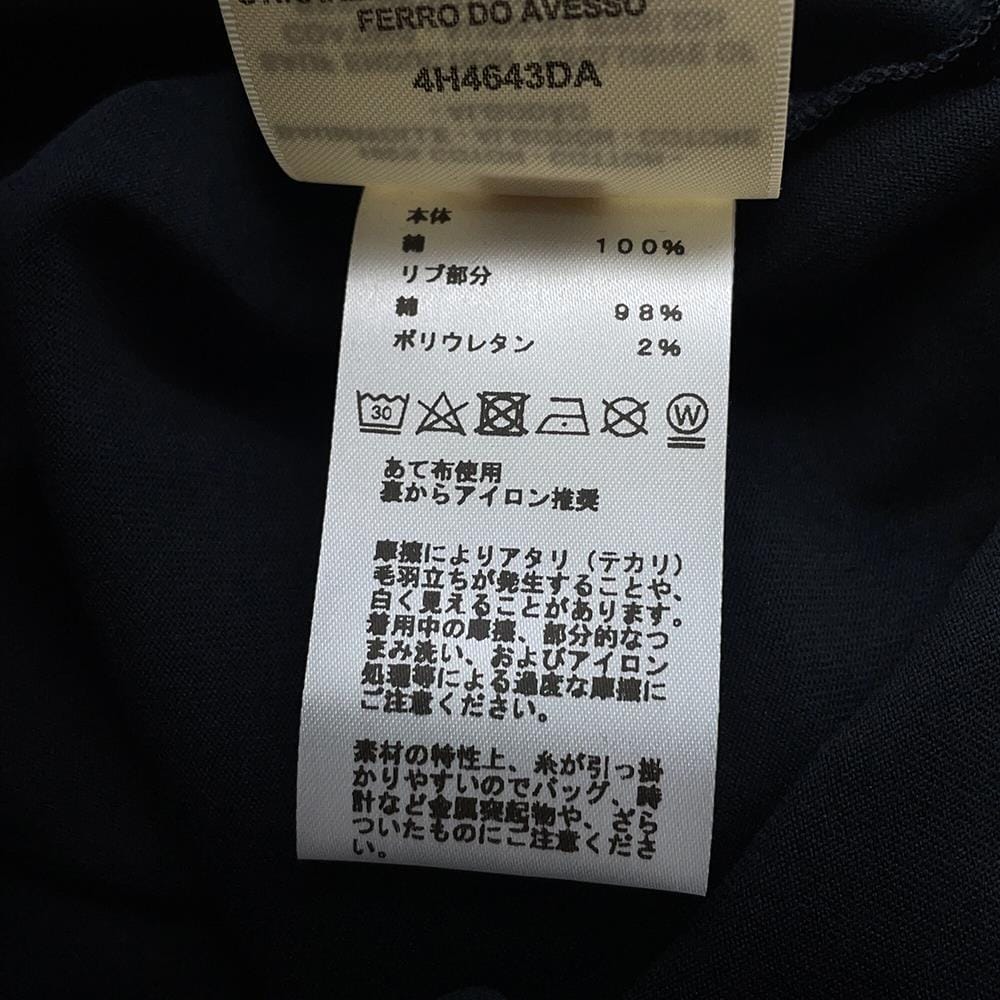 FERRO DO AVESSO
4H4643DA
本体
綿 100%
リブ部分
綿 98%
ポリウレタン 2%
30
W
あて布使用
裏からアイロン推奨
摩擦によりアタリ（テカリ）
毛羽立ちが発生することや、
白く見えることがあります。
着用中の摩擦、部分的なつ
まみ洗い、およびアイロン
処理等による過度な摩擦に
ご注意ください。
素材の特性上、糸が引っ掛
かりやすいのでバッグ、時
計など金属突起物や、ざら
ついたものにご注意くださ
い。